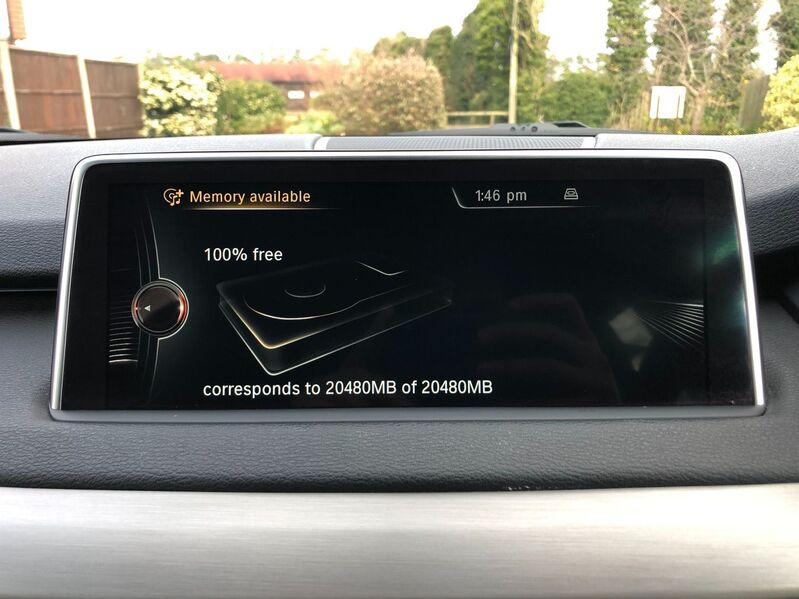 Memory available
1:46 pm
100% free
corresponds to 20480MB of 20480MB